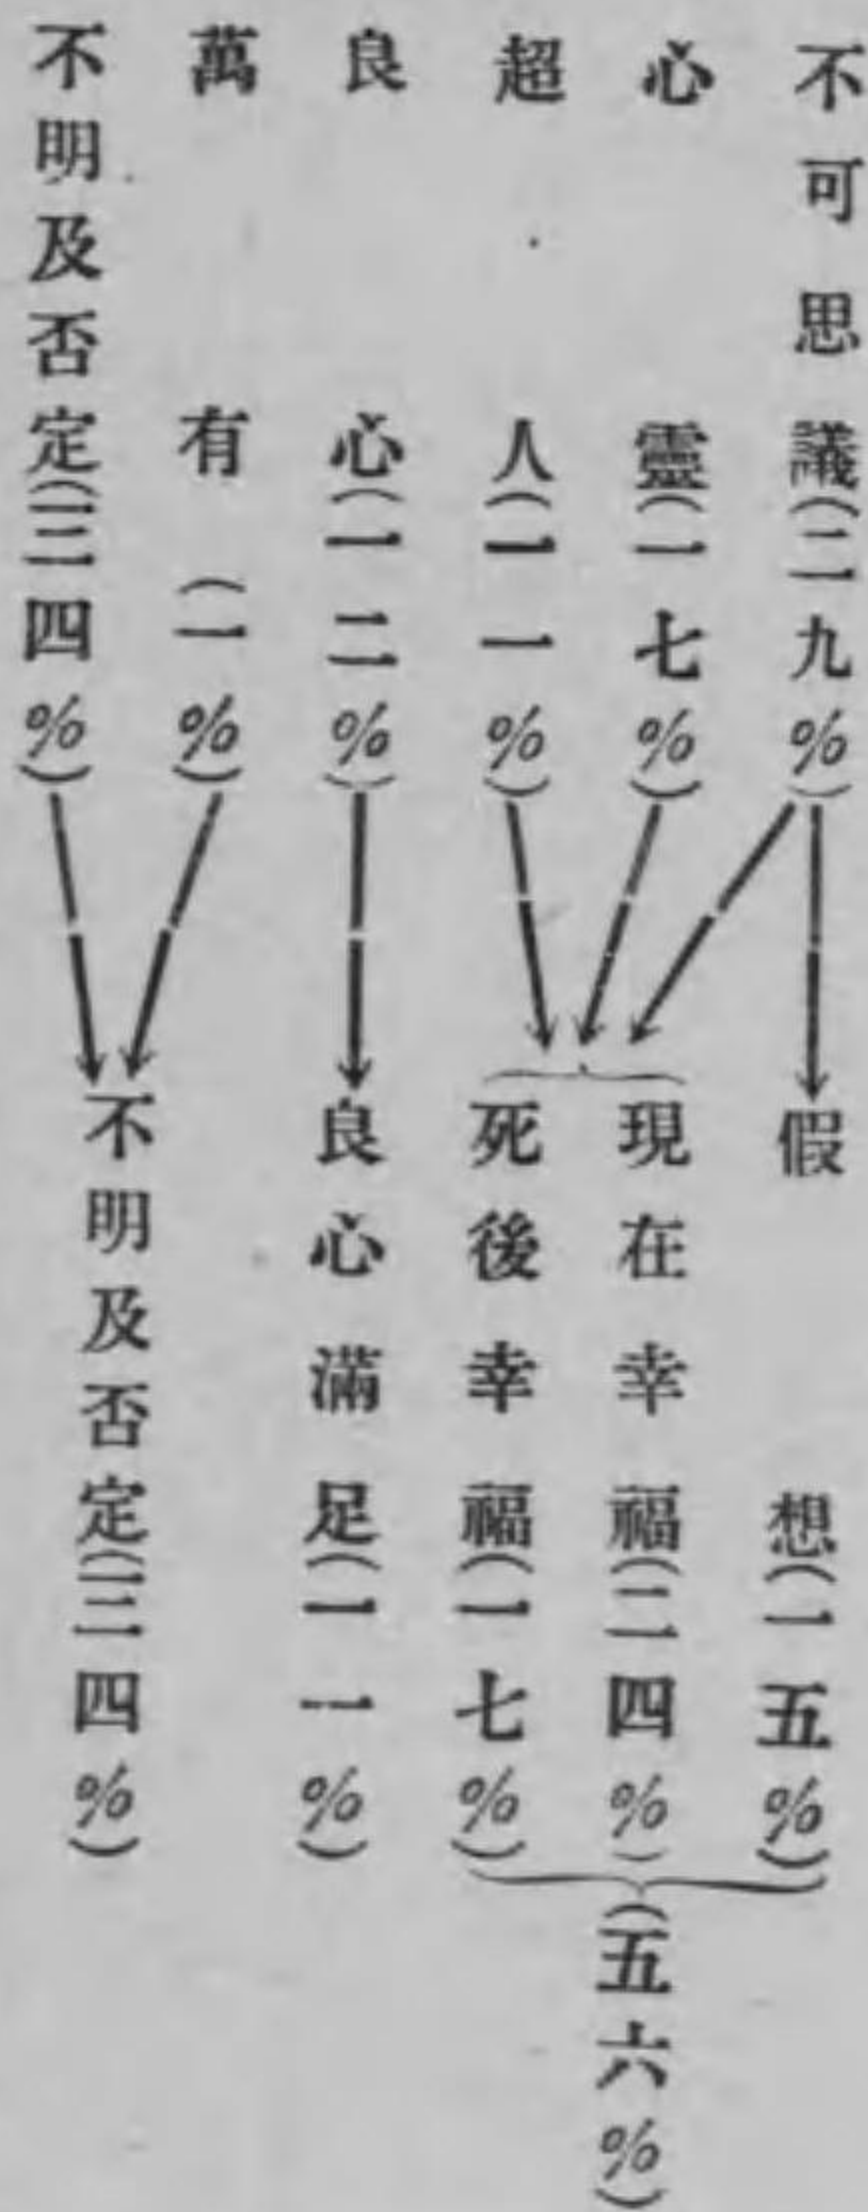 不可思議(二九%)
心靈(一七%)
超人(一一%)
良心(一二%)
萬有(一%)
不明及否定(三四%)
假想(一五%)
現在幸福(二四%)
死後幸福(一七%)
(五六%)
良心滿足(一一%)
不明及否定(三四%)